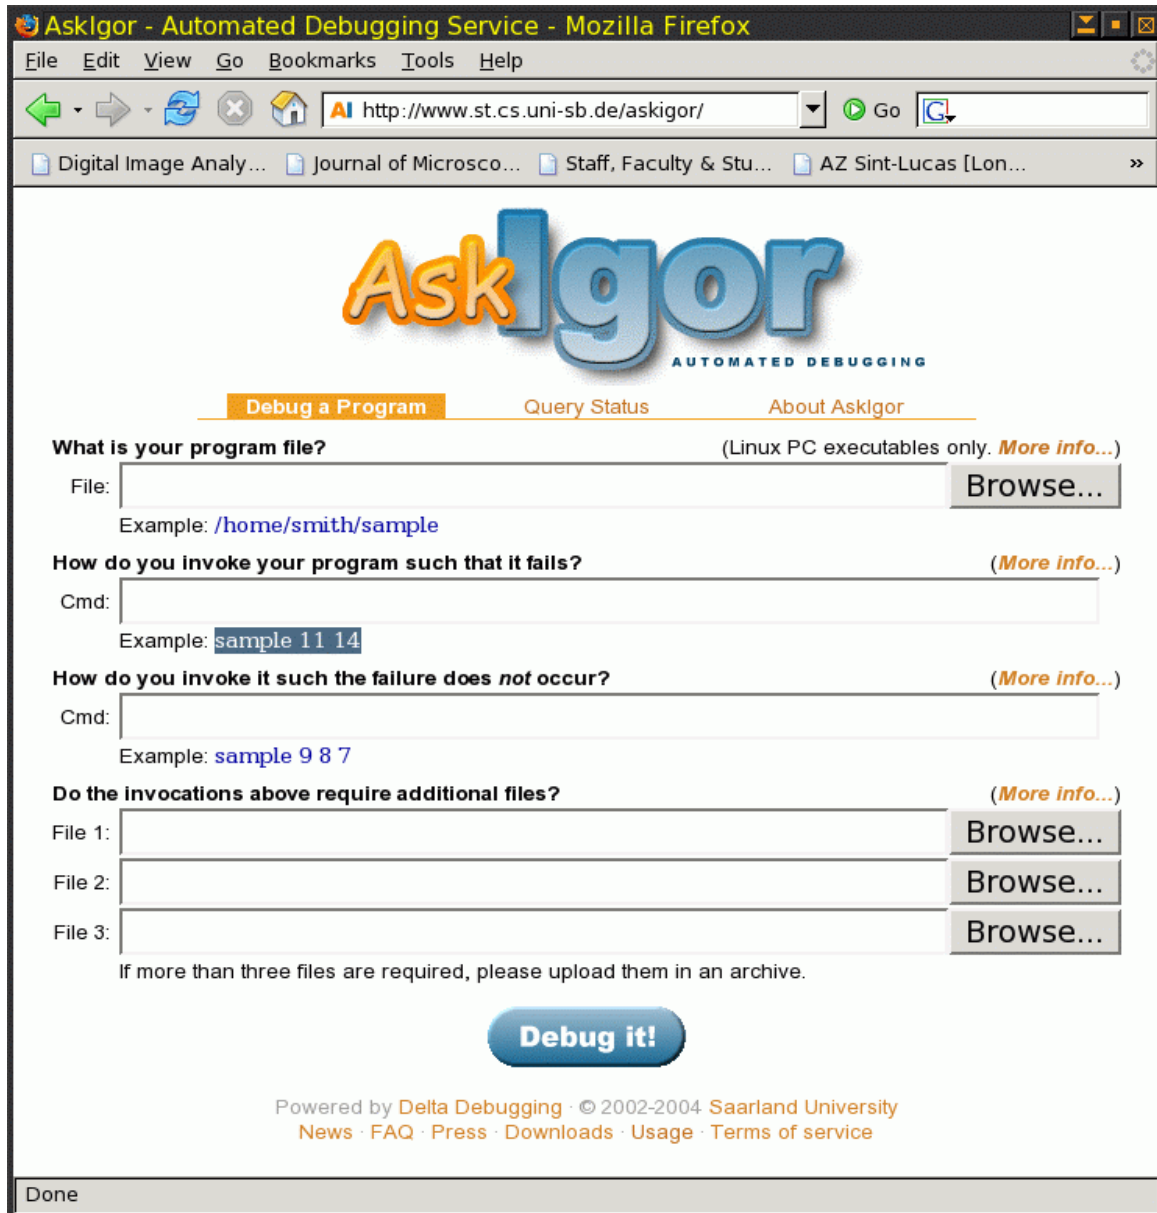 AskIgor - Automated Debugging Service - Mozilla Firefox
File Edit View Go Bookmarks Tools Help
AI http://www.st.cs.uni-sb.de/askigor/ Go G
Digital Image Analy... Journal of Microsco... Staff, Faculty & Stu... AZ Sint-Lucas [Lon... »
AskIgor
AUTOMATED DEBUGGING
Debug a Program Query Status About AskIgor
What is your program file? (Linux PC executables only. More info...)
File: Browse...
Example: /home/smith/sample
How do you invoke your program such that it fails? (More info...)
Cmd:
Example: sample 11 14
How do you invoke it such the failure does not occur? (More info...)
Cmd:
Example: sample 9 8 7
Do the invocations above require additional files? (More info...)
File 1: Browse...
File 2: Browse...
File 3: Browse...
If more than three files are required, please upload them in an archive.
Debug it!
Powered by Delta Debugging · © 2002-2004 Saarland University
News · FAQ · Press · Downloads · Usage · Terms of service
Done